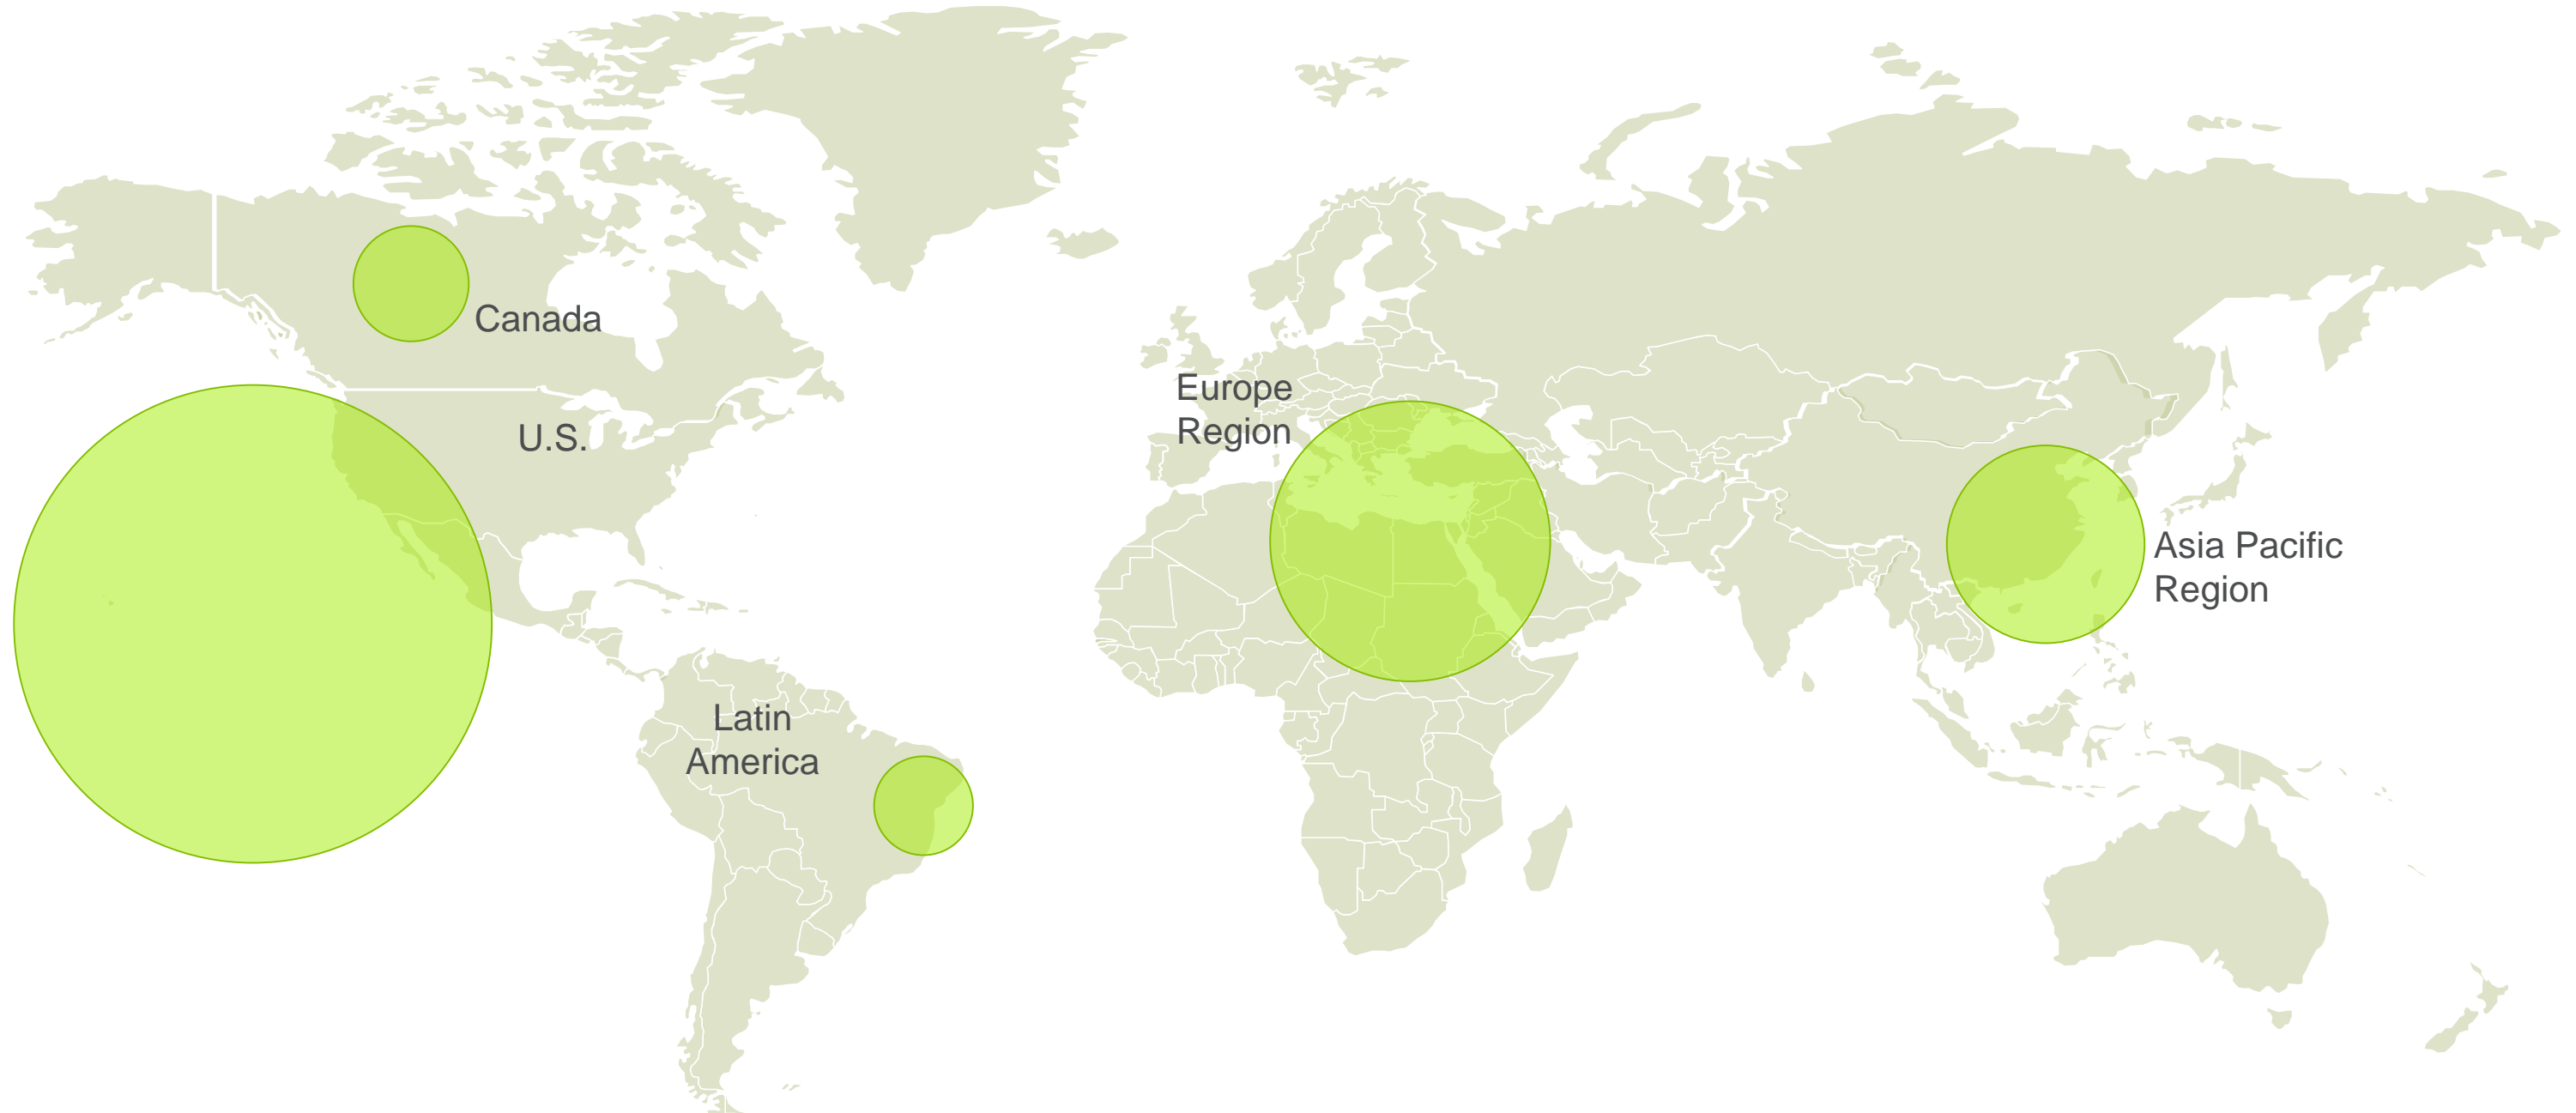 Canada
U.S.
Europe
Region
Asia Pacific
Region
Latin
America